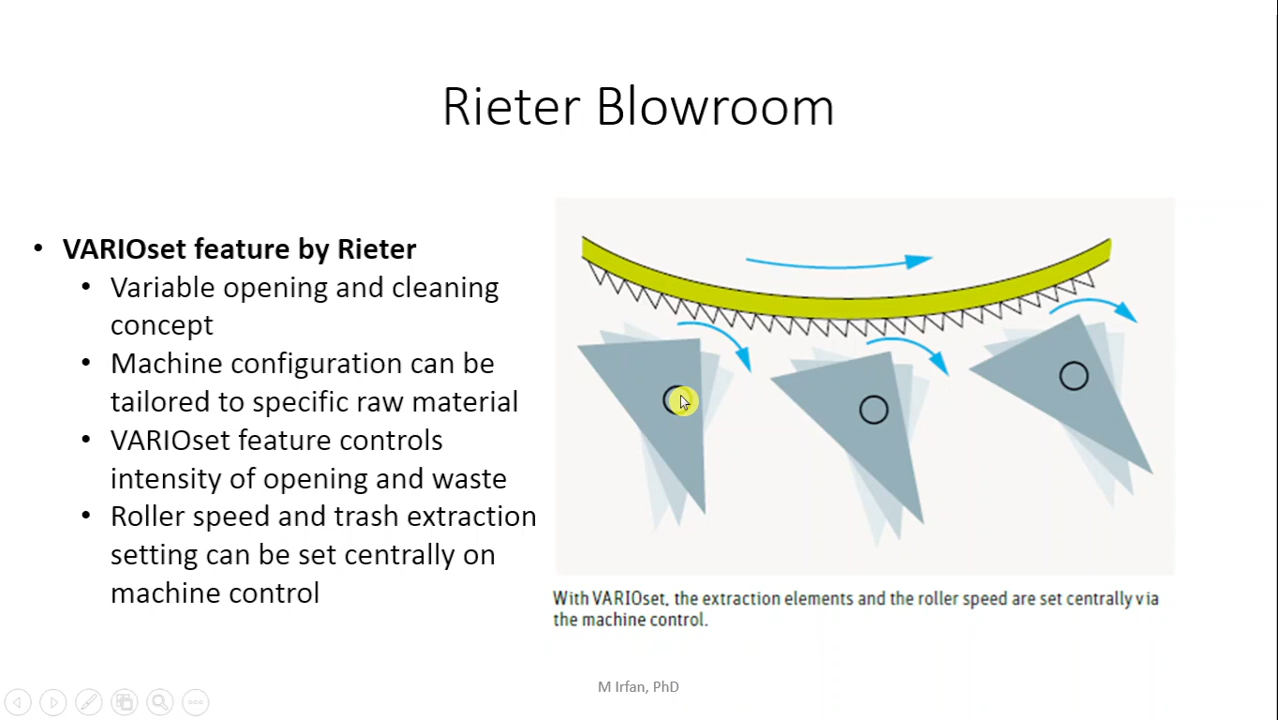 Rieter Blowroom
• VARIOset feature by Rieter
• Variable opening and cleaning
concept
• Machine configuration can be
tailored to specific raw material
• VARIOset feature controls
intensity of opening and waste
• Roller speed and trash extraction
setting can be set centrally on
machine control
With VARIOset, the extraction elements and the roller speed are set centrally via
the machine control.
M Irfan, PhD